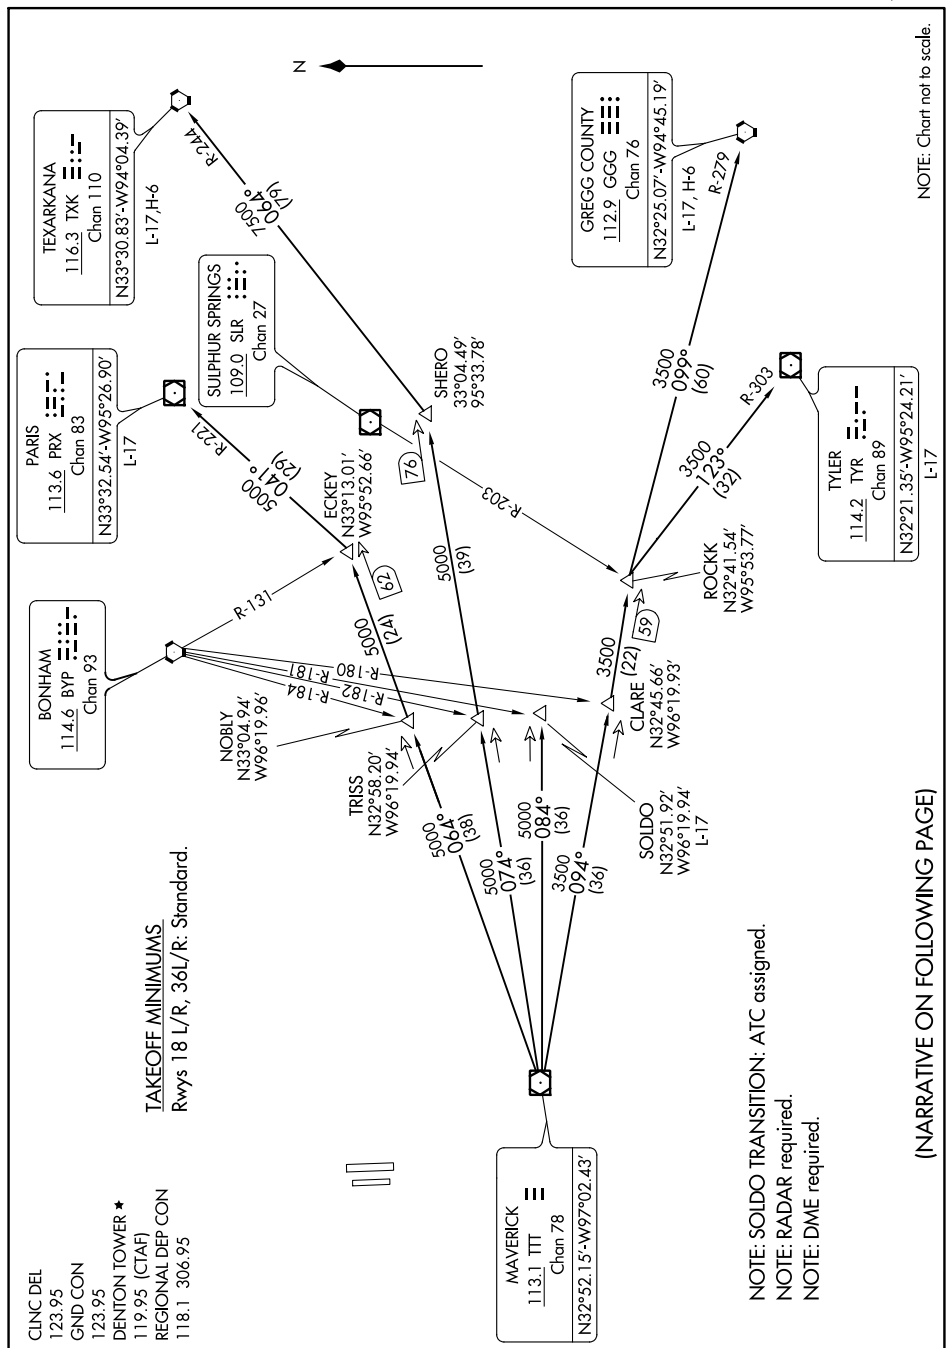 CLNC DEL
123.95
GND CON
123.95
DENTON TOWER ★
119.95 (CTAF)
REGIONAL DEP CON
118.1 306.95
TAKEOFF MINIMUMS
Rwys 18 L/R, 36L/R: Standard.
BONHAM
114.6 BYP
Chan 93
PARIS
113.6 PRX
Chan 83
N33°32.54′-W95°26.90′
L-17
TEXARKANA
116.3 TXK
Chan 110
N33°30.83′-W94°04.39′
L-17,H-6
SULPHUR SPRINGS
109.0 SLR
Chan 27
N
R-244
7500
064°
(79)
R-221
5000
041°
(29)
R-131
R-184
R-181
R-182
R-180
ECKEY
N33°13.01′
W95°52.66′
62
5000
(24)
NOBLY
N33°04.94′
W96°19.96′
SHERO
33°04.49′
95°33.78′
76
5000
(39)
R-203
TRISS
N32°58.20′
W96°19.94′
5000
064°
(38)
5000
074°
(36)
5000
084°
(36)
3500
094°
(36)
SOLDO
N32°51.92′
W96°19.94′
L-17
CLARE
N32°45.66′
W96°19.93′
3500
(22)
59
ROCKK
N32°41.54′
W95°53.77′
3500
099°
(60)
R-279
GREGG COUNTY
112.9 GGG
Chan 76
N32°25.07′-W94°45.19′
L-17, H-6
3500
123°
(32)
R-303
TYLER
114.2 TYR
Chan 89
N32°21.35′-W95°24.21′
L-17
MAVERICK
113.1 TTT
Chan 78
N32°52.15′-W97°02.43′
NOTE: SOLDO TRANSITION: ATC assigned.
NOTE: RADAR required.
NOTE: DME required.
NOTE: Chart not to scale.
(NARRATIVE ON FOLLOWING PAGE)